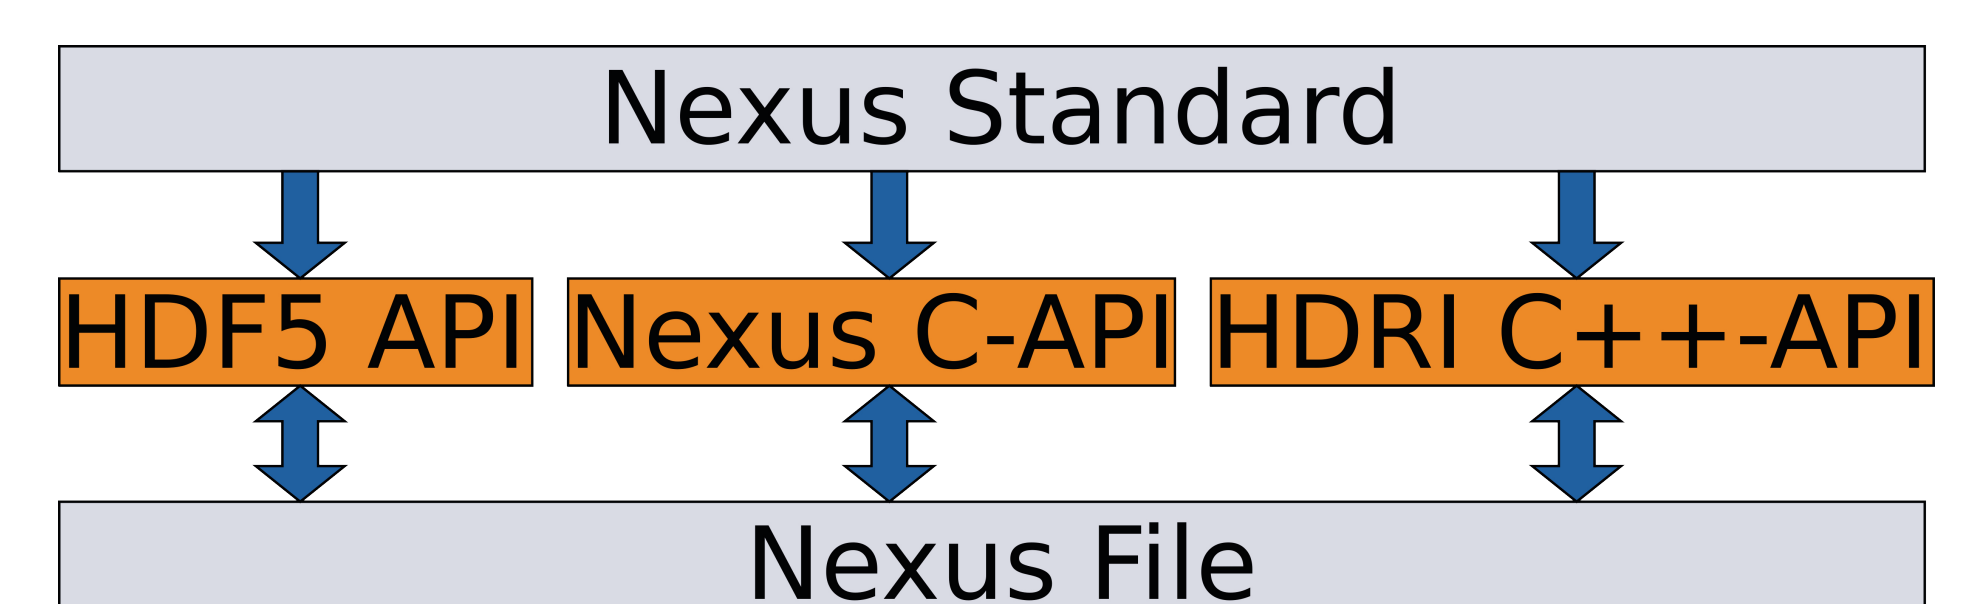 Nexus Standard
HDF5 API
Nexus C-API
HDRI C++-API
Nexus File